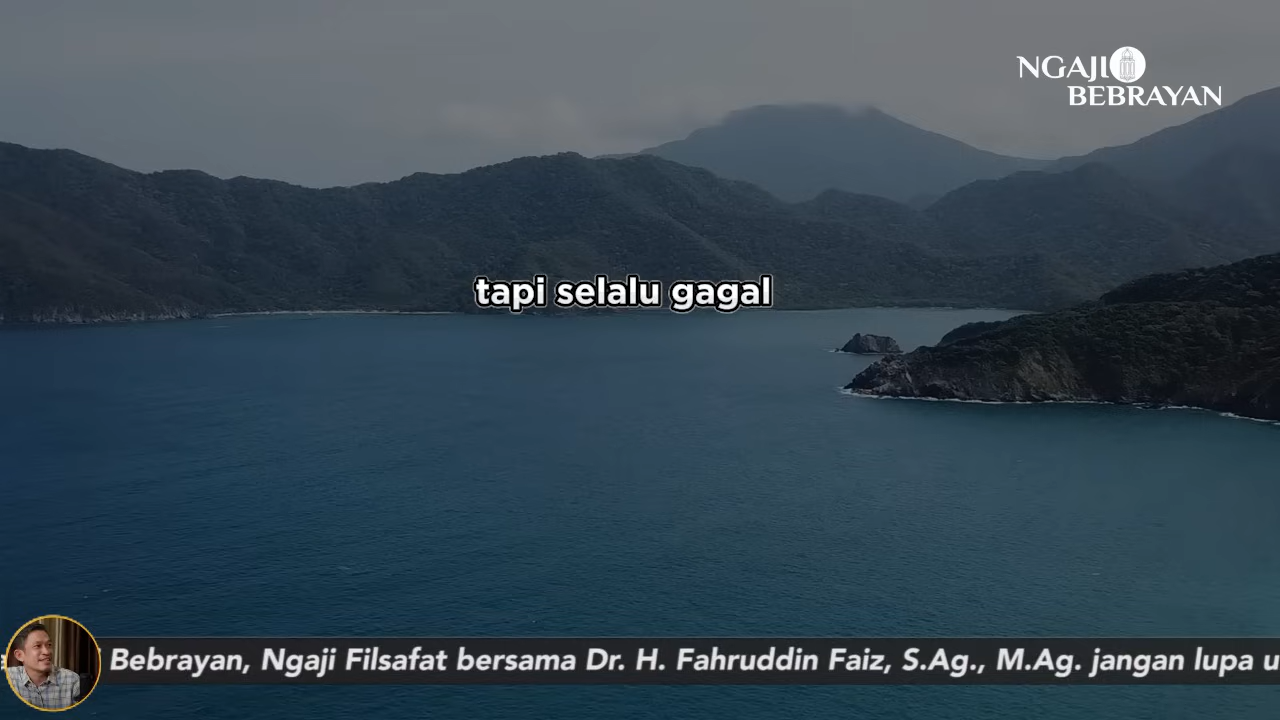 NGAJI
BEBRAYAN
tapi selalu gagal
Bebrayan, Ngaji Filsafat bersama Dr. H. Fahruddin Faiz, S.Ag., M.Ag. jangan lupa u